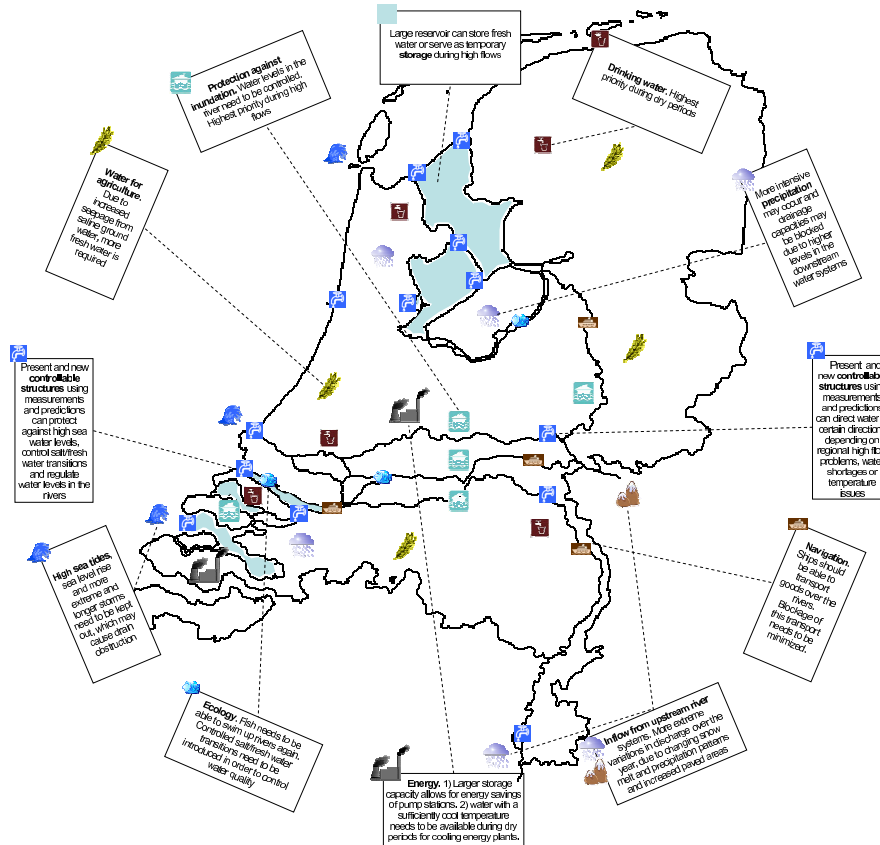 Large reservoir can store fresh
water or serve as temporary
storage during high flows
Protection against
inundation. Water levels in the
river need to be controlled.
Highest priority during high
flows
Drinking water. Highest
priority during dry periods
Water for
agriculture.
Due to
increased
seepage from
saline ground
water, more
fresh water is
required
More intensive
precipitation
may occur and
drainage
capacities may
be blocked
due to higher
levels in the
downstream
water systems
Present and new
controllable
structures using
measurements
and predictions
can protect
against high sea
water levels,
control salt/fresh
water transitions
and regulate
water levels in the
rivers
Present and
new controllable
structures using
measurements
and predictions
can direct water
certain direction
depending on
regional high flo
problems, wate
shortages or
temperature
issues
High sea tides,
sea level rise
and more
extreme and
longer storms
need to be kept
out, which may
cause drain
obstruction
Navigation.
Ships should
be able to
transport
goods over the
rivers.
Blockage of
this transport
needs to be
minimized.
Ecology. Fish needs to be
able to swim up rivers again.
Controlled salt/fresh water
transitions need to be
introduced in order to control
water quality
Inflow from upstream river
systems. More extreme
variations in discharge over the
year, due to changing snow
melt and precipitation patterns
and increased paved areas
Energy. 1) Larger storage
capacity allows for energy savings
of pump stations. 2) water with a
sufficiently cool temperature
needs to be available during dry
periods for cooling energy plants.